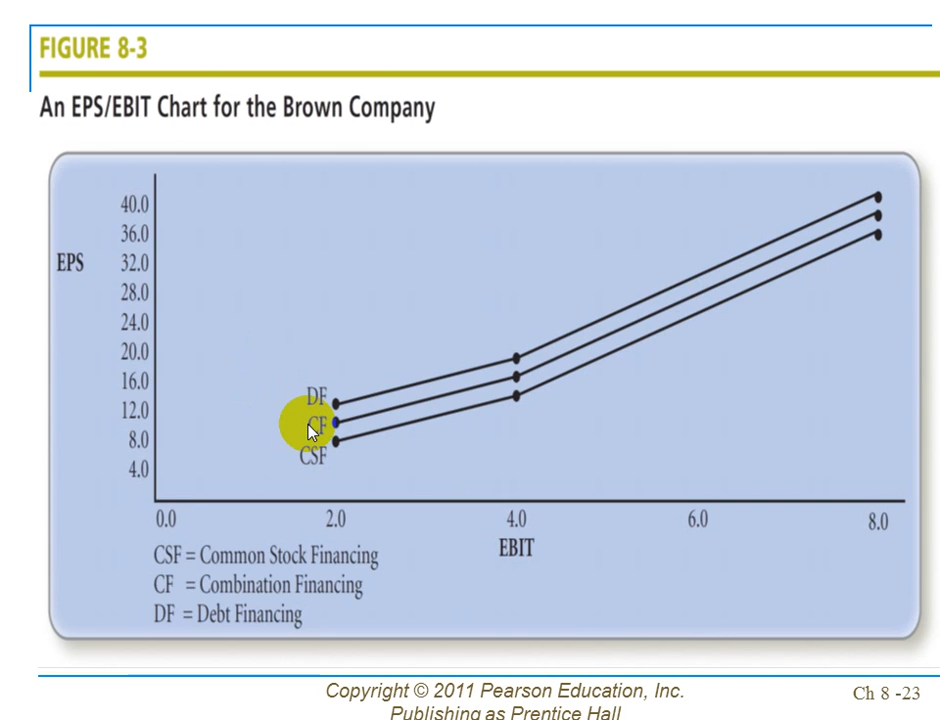 FIGURE 8-3
An EPS/EBIT Chart for the Brown Company
40.0
36.0
EPS 32.0
28.0
24.0
20.0
16.0
DF
12.0
CF
8.0
CSF
4.0
0.0 2.0 4.0 6.0 8.0
EBIT
CSF = Common Stock Financing
CF = Combination Financing
DF = Debt Financing
Copyright © 2011 Pearson Education, Inc.
Publishing as Prentice Hall
Ch 8 -23